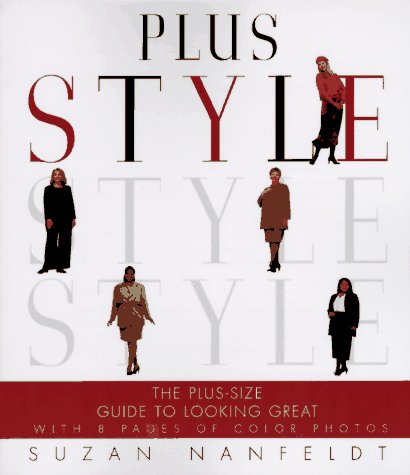 PLUS
STYLE
STYLE
STYLE
THE PLUS-SIZE
GUIDE TO LOOKING GREAT
WITH 8 PAGES OF COLOR PHOTOS
SUZAN NANFELDT